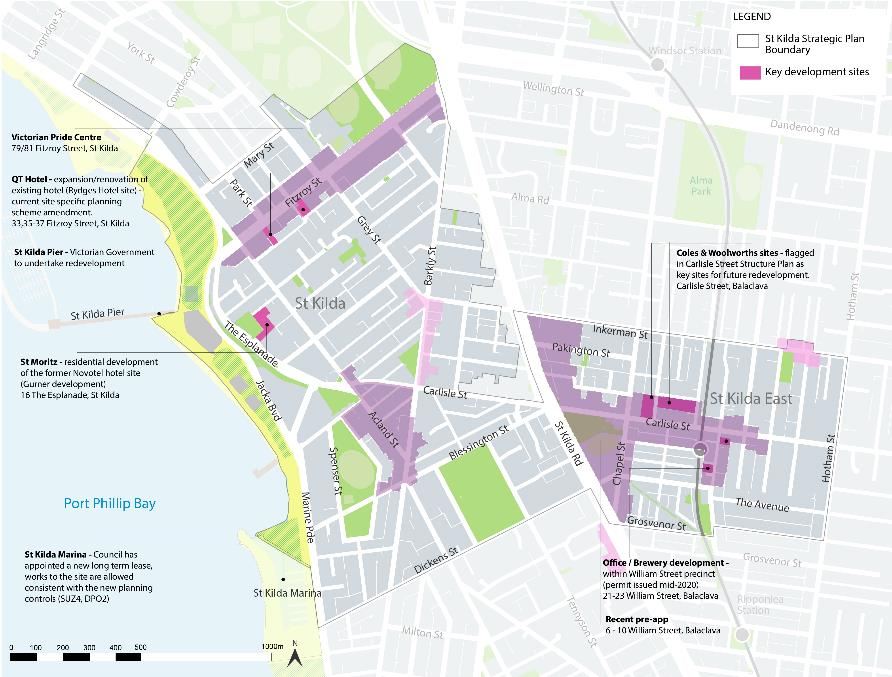 LEGEND
St Kilda Strategic Plan
Boundary
Key development sites
Langridge St
York St
Cowderoy St
Windsor Station
Wellington St
Dandenong Rd
Victorian Pride Centre
79/81 Fitzroy Street, St Kilda
Mary St
Park St
Fitzroy St
Grey St
Barkly St
Alma Rd
Alma
Park
QT Hotel - expansion/renovation of
existing hotel (Rydges Hotel site) -
current site specific planning
scheme amendment.
33,35-37 Fitzroy Street, St Kilda
St Kilda Pier - Victorian Government
to undertake redevelopment
Coles & Woolworths sites - flagged
in Carlisle Street Structure Plan as
key sites for future redevelopment.
Carlisle Street, Balaclava
Hotham St
St Kilda
St Kilda Pier
The Esplanade
Inkerman St
Pakington St
St Moritz - residential development
of the former Novotel hotel site
(Gurner development)
16 The Esplanade, St Kilda
Jacka Blvd
Carlisle St
Acland St
St Kilda East
Carlisle St
Blessington St
St Kilda Rd
Chapel St
Hotham St
Spenser St
Port Phillip Bay
Marine Pde
The Avenue
Grosvenor St
Dickens St
Grosvenor St
St Kilda Marina - Council has
appointed a new long term lease,
works to the site are allowed
consistent with the new planning
controls (SUZ4, DPO2)
St Kilda Marina
Office / Brewery development -
within William Street precinct
(permit issued mid-2020)
21-23 William Street, Balaclava
Recent pre-app
6 - 10 William Street, Balaclava
Ripponlea
Station
Tennyson St
Milton St
0 100 200 300 400 500 1000m
N